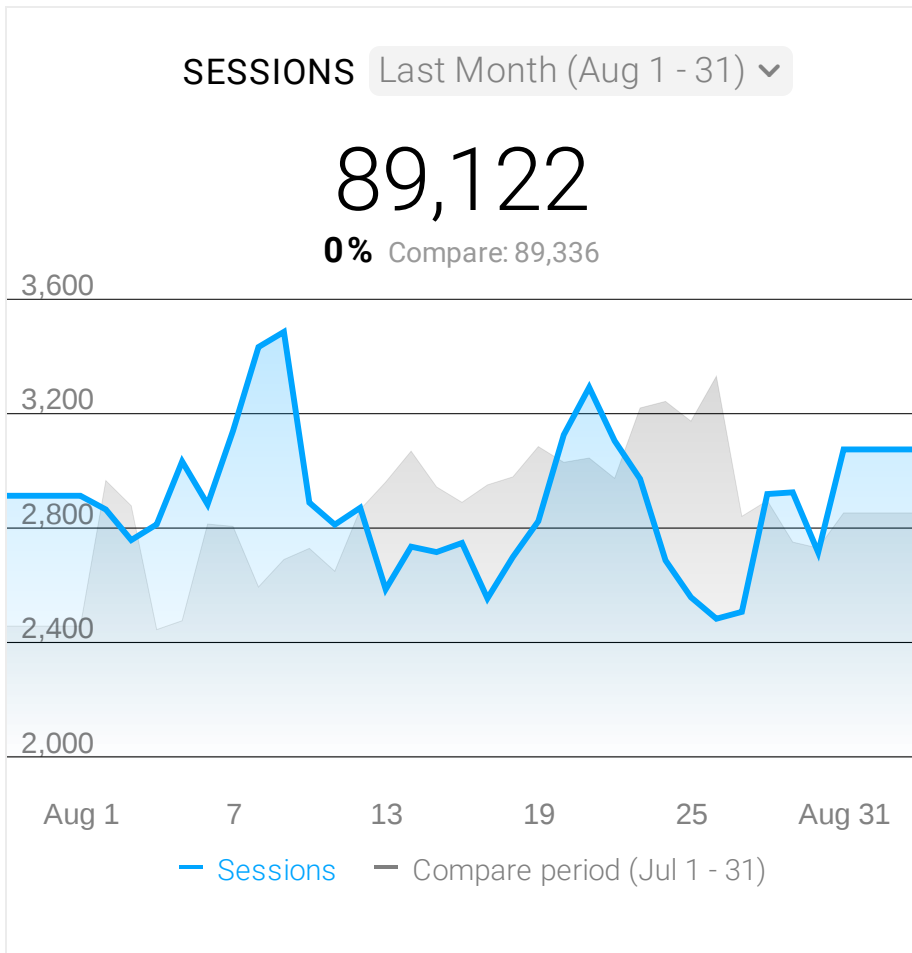 SESSIONS Last Month (Aug 1 - 31)
89,122
0% Compare: 89,336
3,600
3,200
2,800
2,400
2,000
Aug 1 7 13 19 25 Aug 31
Sessions Compare period (Jul 1 - 31)